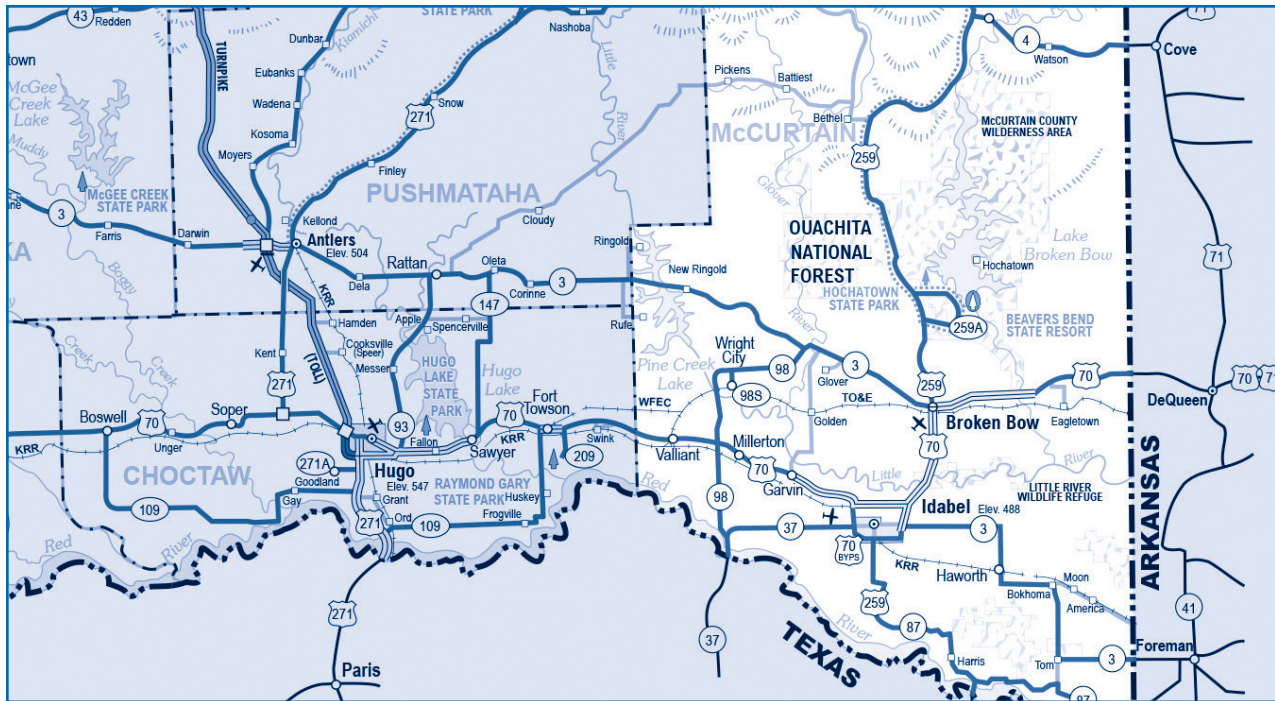 43
Redden
STATE PARK
Nashoba
Dunbar
Kiamichi
Little
River
4
Watson
Cove
TURNPIKE
town
McGee
Creek
Lake
Muddy
Eubanks
Pickens
Battiest
Wadena
Snow
271
McCURTAIN
Bethel
McCURTAIN COUNTY
WILDERNESS AREA
Kosoma
Moyers
Finley
259
PUSHMATAHA
Glover
McGEE CREEK
STATE PARK
3
Farris
Darwin
Kellond
Antlers
Elev. 504
Cloudy
OUACHITA
NATIONAL
FOREST
Lake
Broken Bow
Ringold
Rattan
Oleta
New Ringold
Hochatown
71
KRR
Dela
Corinne
3
HOCHATOWN
STATE PARK
Boggy
Creek
147
Hamden
Apple
Spencerville
Rufe
River
259A
BEAVERS BEND
STATE RESORT
Cooksville
(Speer)
Kent
(TOLL)
Messer
HUGO
LAKE
STATE
PARK
Hugo
Lake
Pine Creek
Lake
Wright
City
98
3
Glover
259
70
70
71
271
98S
TO&E
DeQueen
Creek
Boswell
70
Soper
Unger
93
Fort
Towson
70
WFEC
Golden
Broken Bow
Eagletown
KRR
Fallon
KRR
Swink
Sawyer
209
Valliant
Millerton
70
70
CHOCTAW
271A
Goodland
Hugo
Elev. 547
RAYMOND GARY
STATE PARK
Red
Garvin
Little
River
LITTLE RIVER
WILDLIFE REFUGE
109
Gay
Grant
Huskey
98
Idabel
Elev. 488
271
Ord
109
Frogville
37
3
Red
River
70
BYPS
KRR
Haworth
ARKANSAS
259
Moon
Bokhoma
America
271
River
87
37
TEXAS
41
Foreman
Paris
Harris
Tom
3
87